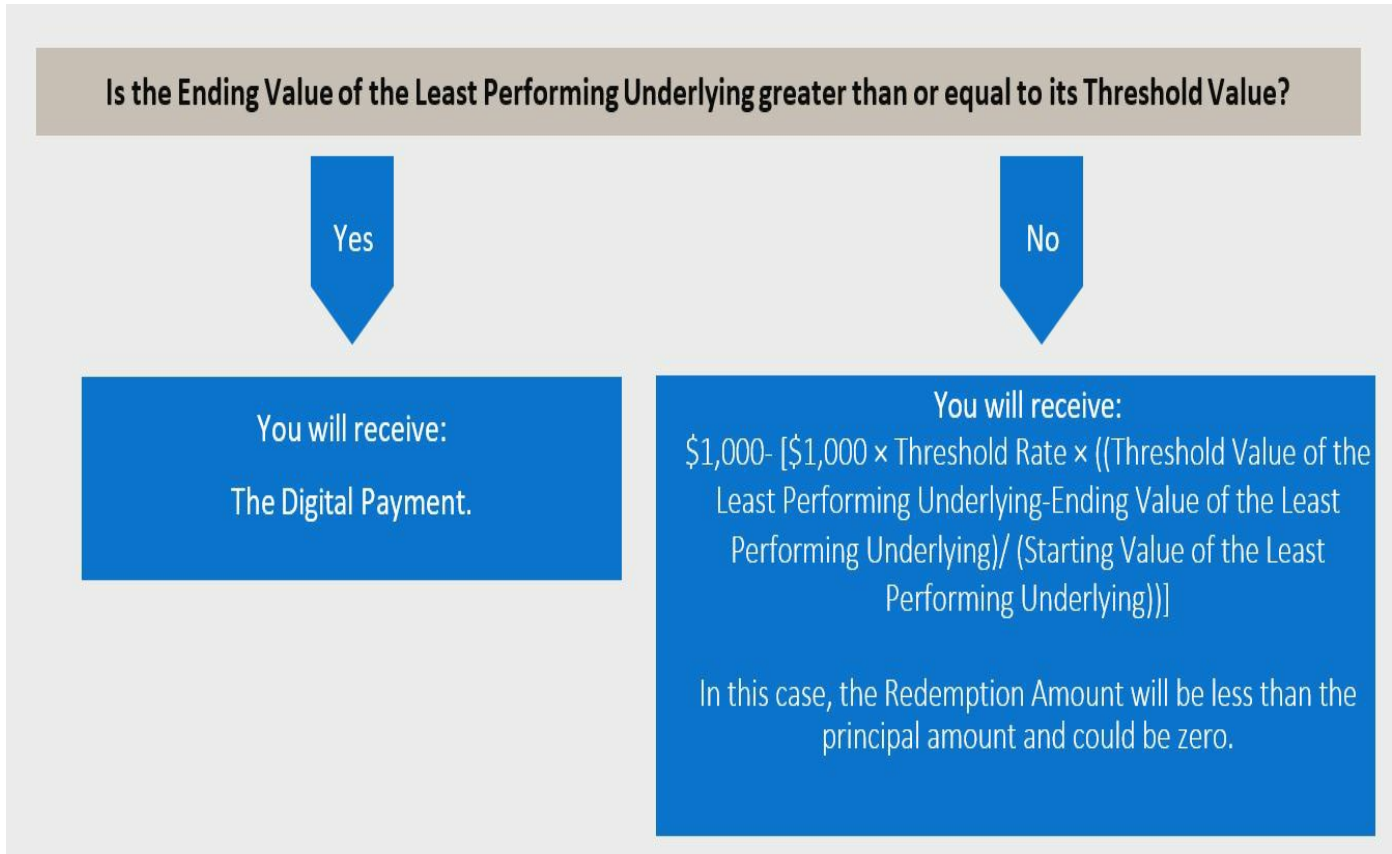 Is the Ending Value of the Least Performing Underlying greater than or equal to its Threshold Value?
Yes
No
You will receive:
The Digital Payment.
You will receive:
$1,000- [$1,000 × Threshold Rate × ((Threshold Value of the
Least Performing Underlying-Ending Value of the Least
Performing Underlying)/ (Starting Value of the Least
Performing Underlying))]
In this case, the Redemption Amount will be less than the
principal amount and could be zero.